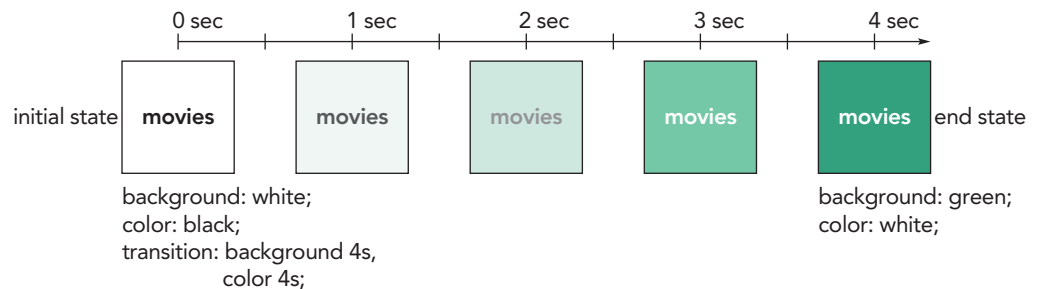 0 sec 1 sec 2 sec 3 sec 4 sec
initial state movies movies movies movies movies end state
background: white; background: green;
color: black; color: white;
transition: background 4s,
color 4s;